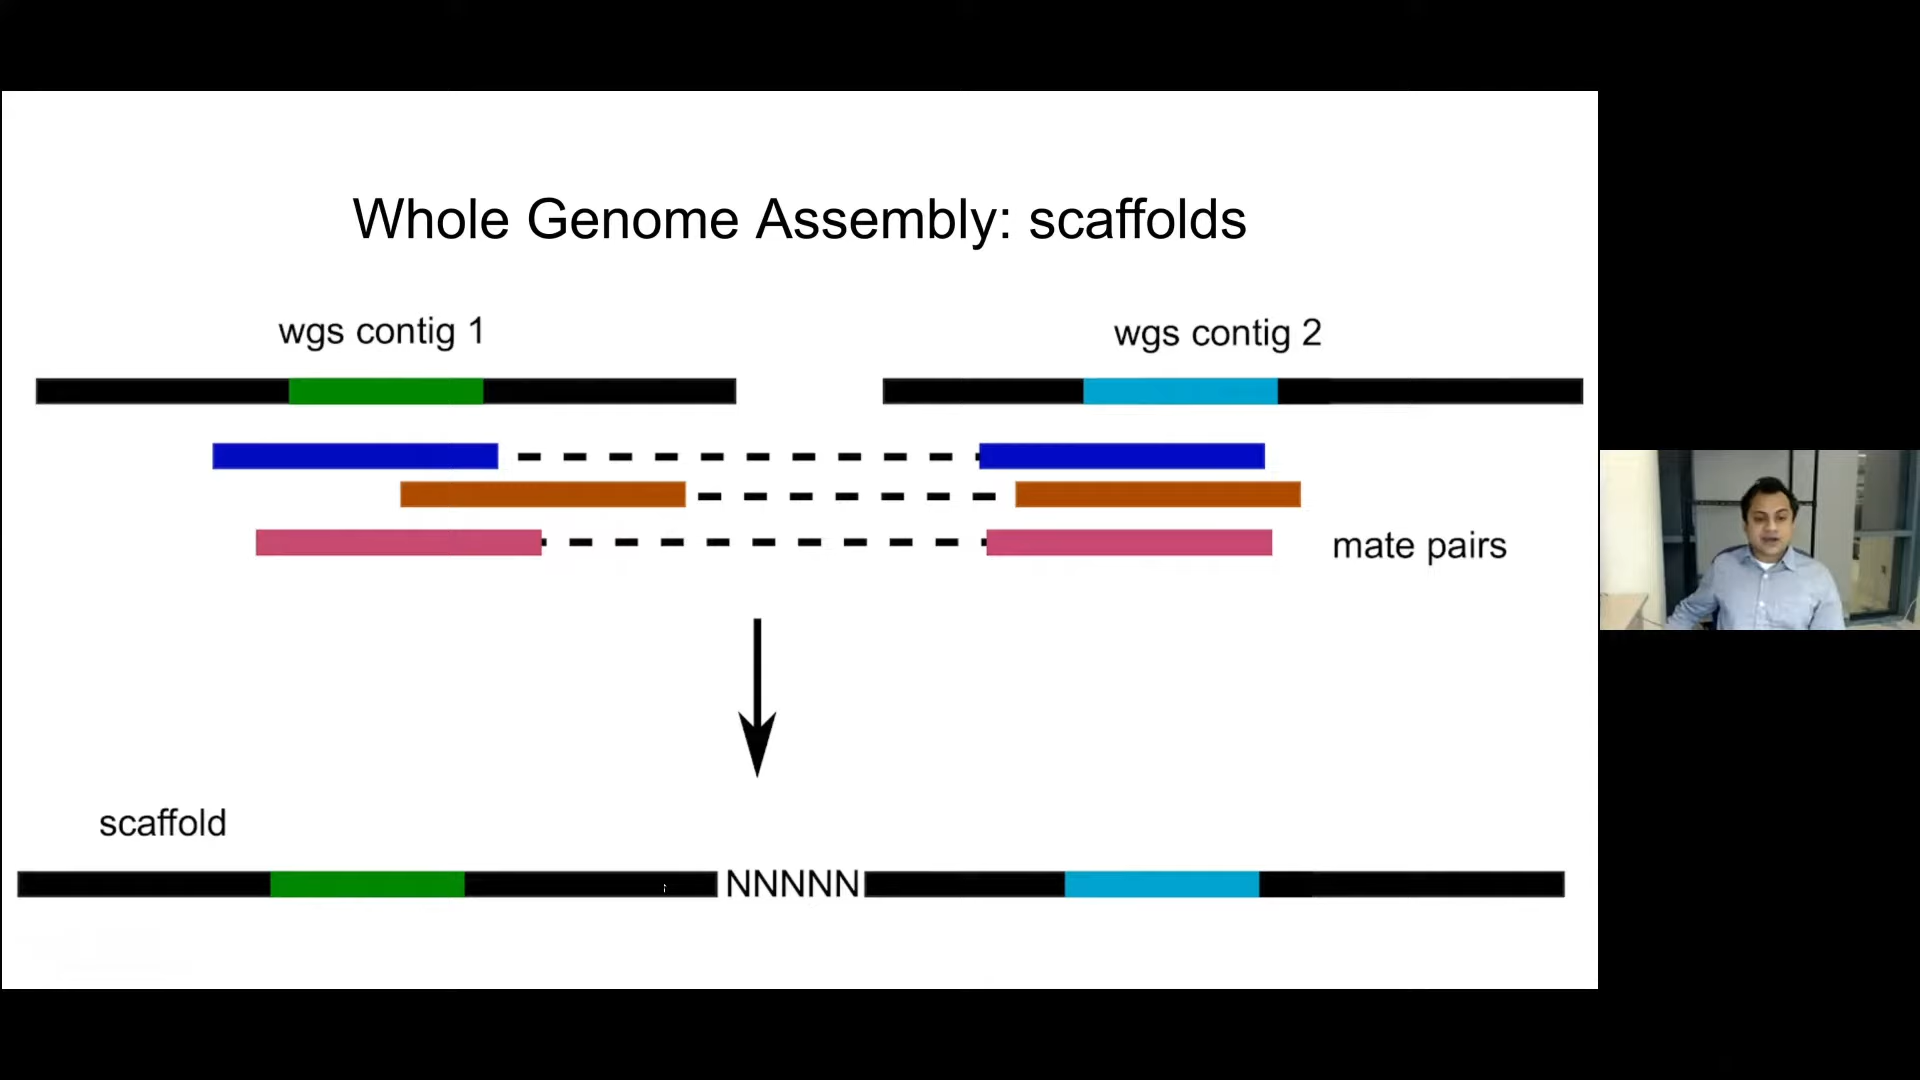 Whole Genome Assembly: scaffolds
wgs contig 1
wgs contig 2
mate pairs
scaffold
NNNNN